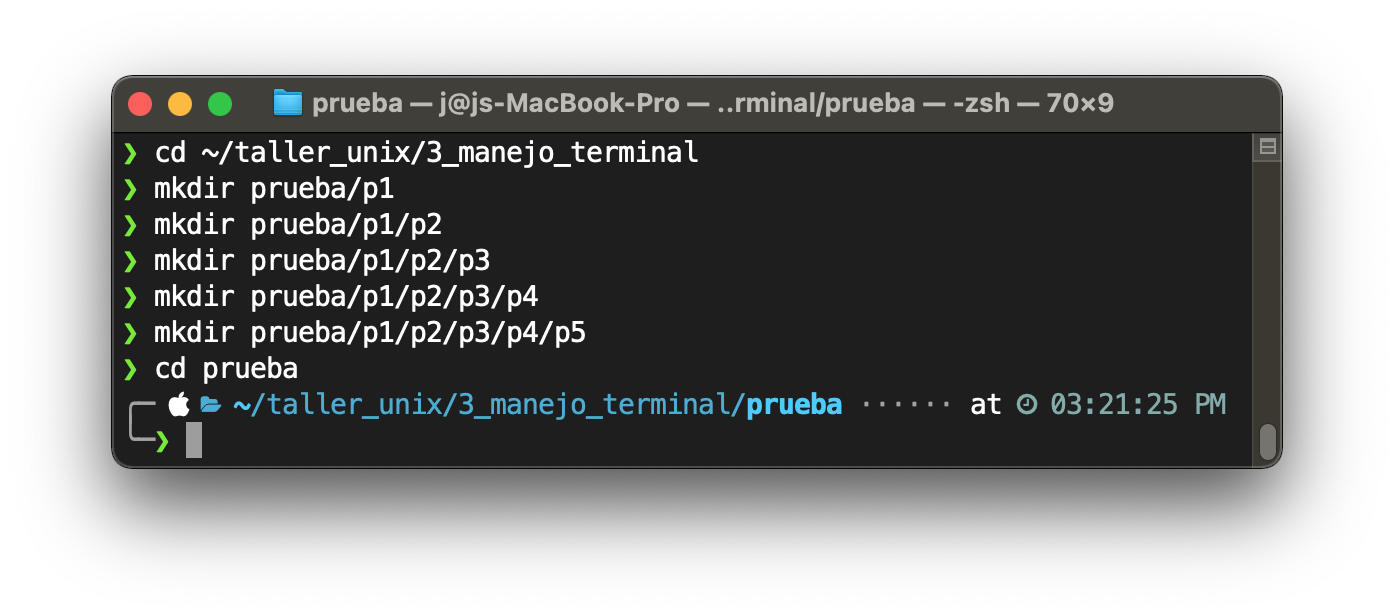 prueba — j@js-MacBook-Pro — ..rminal/prueba — -zsh — 70×9
❯ cd ~/taller_unix/3_manejo_terminal
❯ mkdir prueba/p1
❯ mkdir prueba/p1/p2
❯ mkdir prueba/p1/p2/p3
❯ mkdir prueba/p1/p2/p3/p4
❯ mkdir prueba/p1/p2/p3/p4/p5
❯ cd prueba
~/taller_unix/3_manejo_terminal/prueba ······ at 03:21:25 PM
❯